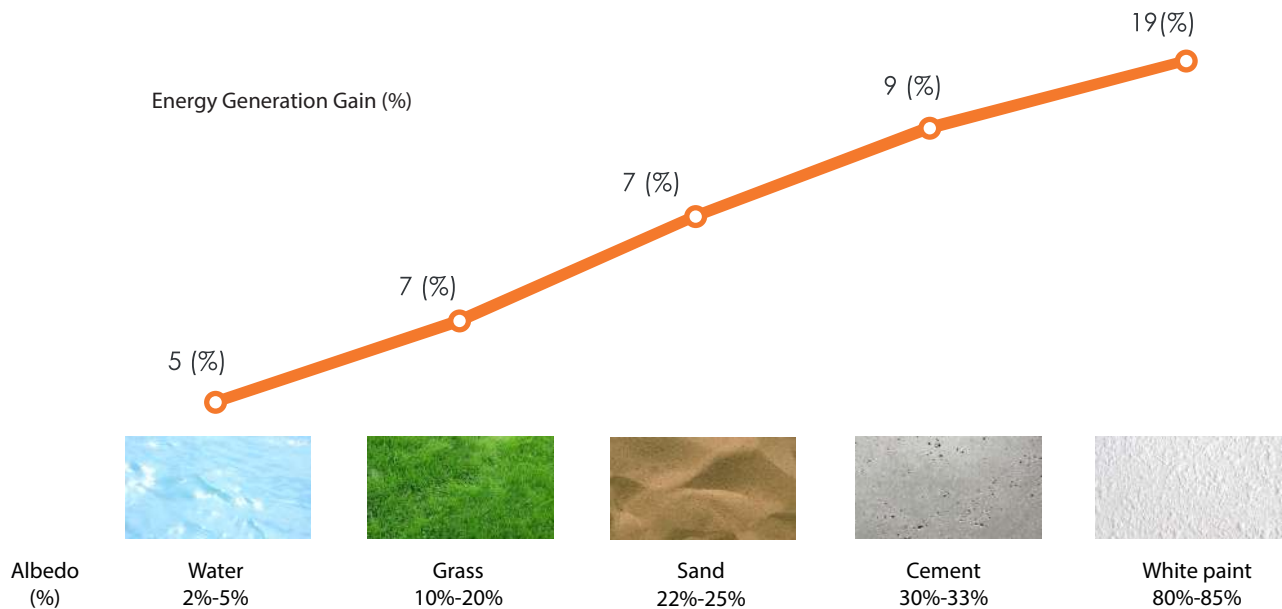 19(%)
Energy Generation Gain (%)
9 (%)
7 (%)
7 (%)
5 (%)
Albedo
(%)
Water
2%-5%
Grass
10%-20%
Sand
22%-25%
Cement
30%-33%
White paint
80%-85%